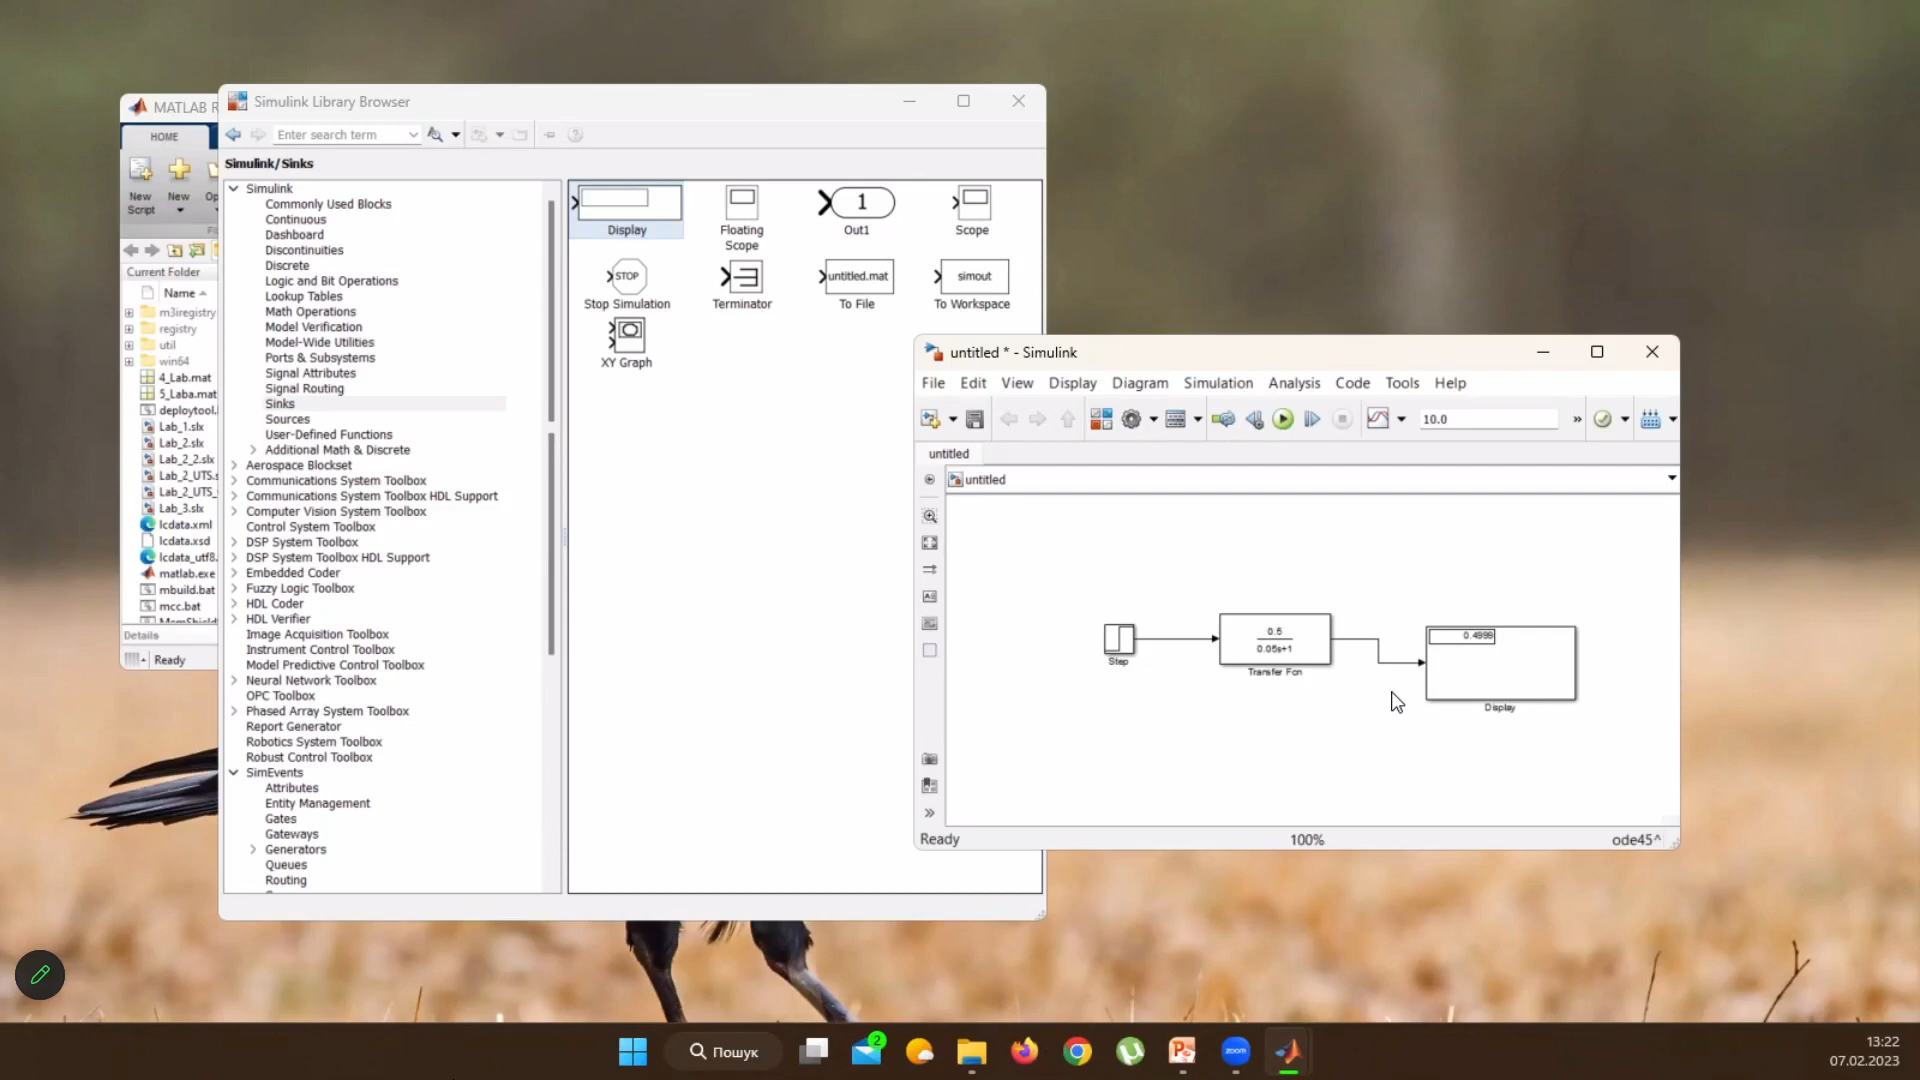 MATLAB R
HOME
New
Script
New
Op
Current Folder
Name
m3iregistry
registry
util
win64
4_Lab.mat
5_Laba.mat
deploytool.
Lab_1.slx
Lab_2.slx
Lab_2_2.slx
Lab_2_UTS.s
Lab_2_UTS_
Lab_3.slx
lcdata.xml
lcdata.xsd
lcdata_utf8.
matlab.exe
mbuild.bat
mcc.bat
Details
Ready
Simulink Library Browser
Enter search term
Simulink/Sinks
Simulink
Commonly Used Blocks
Continuous
Dashboard
Discontinuities
Discrete
Logic and Bit Operations
Lookup Tables
Math Operations
Model Verification
Model-Wide Utilities
Ports & Subsystems
Signal Attributes
Signal Routing
Sinks
Sources
User-Defined Functions
Additional Math & Discrete
Aerospace Blockset
Communications System Toolbox
Communications System Toolbox HDL Support
Computer Vision System Toolbox
Control System Toolbox
DSP System Toolbox
DSP System Toolbox HDL Support
Embedded Coder
Fuzzy Logic Toolbox
HDL Coder
HDL Verifier
Image Acquisition Toolbox
Instrument Control Toolbox
Model Predictive Control Toolbox
Neural Network Toolbox
OPC Toolbox
Phased Array System Toolbox
Report Generator
Robotics System Toolbox
Robust Control Toolbox
SimEvents
Attributes
Entity Management
Gates
Gateways
Generators
Queues
Routing
Display
Floating
Scope
1
Out1
Scope
STOP
Stop Simulation
Terminator
untitled.mat
To File
simout
To Workspace
XY Graph
untitled * - Simulink
File Edit View Display Diagram Simulation Analysis Code Tools Help
10.0
untitled
untitled
Step
0.5
0.05s+1
Transfer Fcn
0.4999
Display
Ready 100% ode45^
Пошук
2
zoom
13:22
07.02.2023